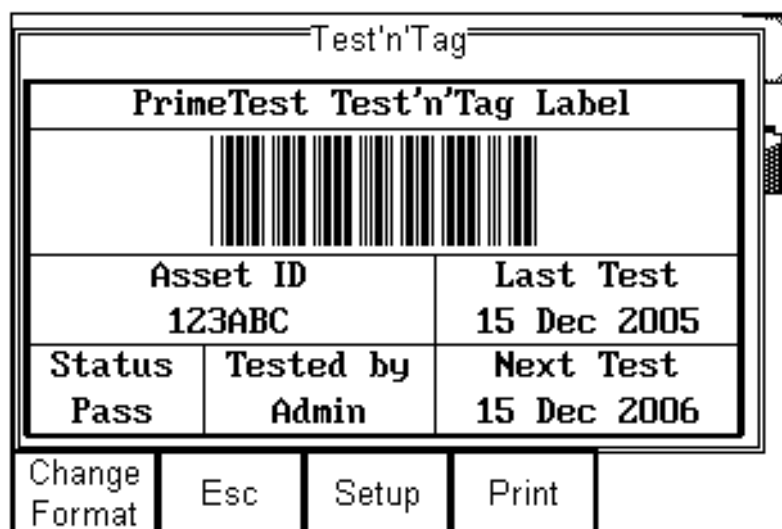 Test'n'Tag
PrimeTest Test'n'Tag Label
Asset ID
123ABC
Last Test
15 Dec 2005
Status
Pass
Tested by
Admin
Next Test
15 Dec 2006
Change
Format
Esc
Setup
Print